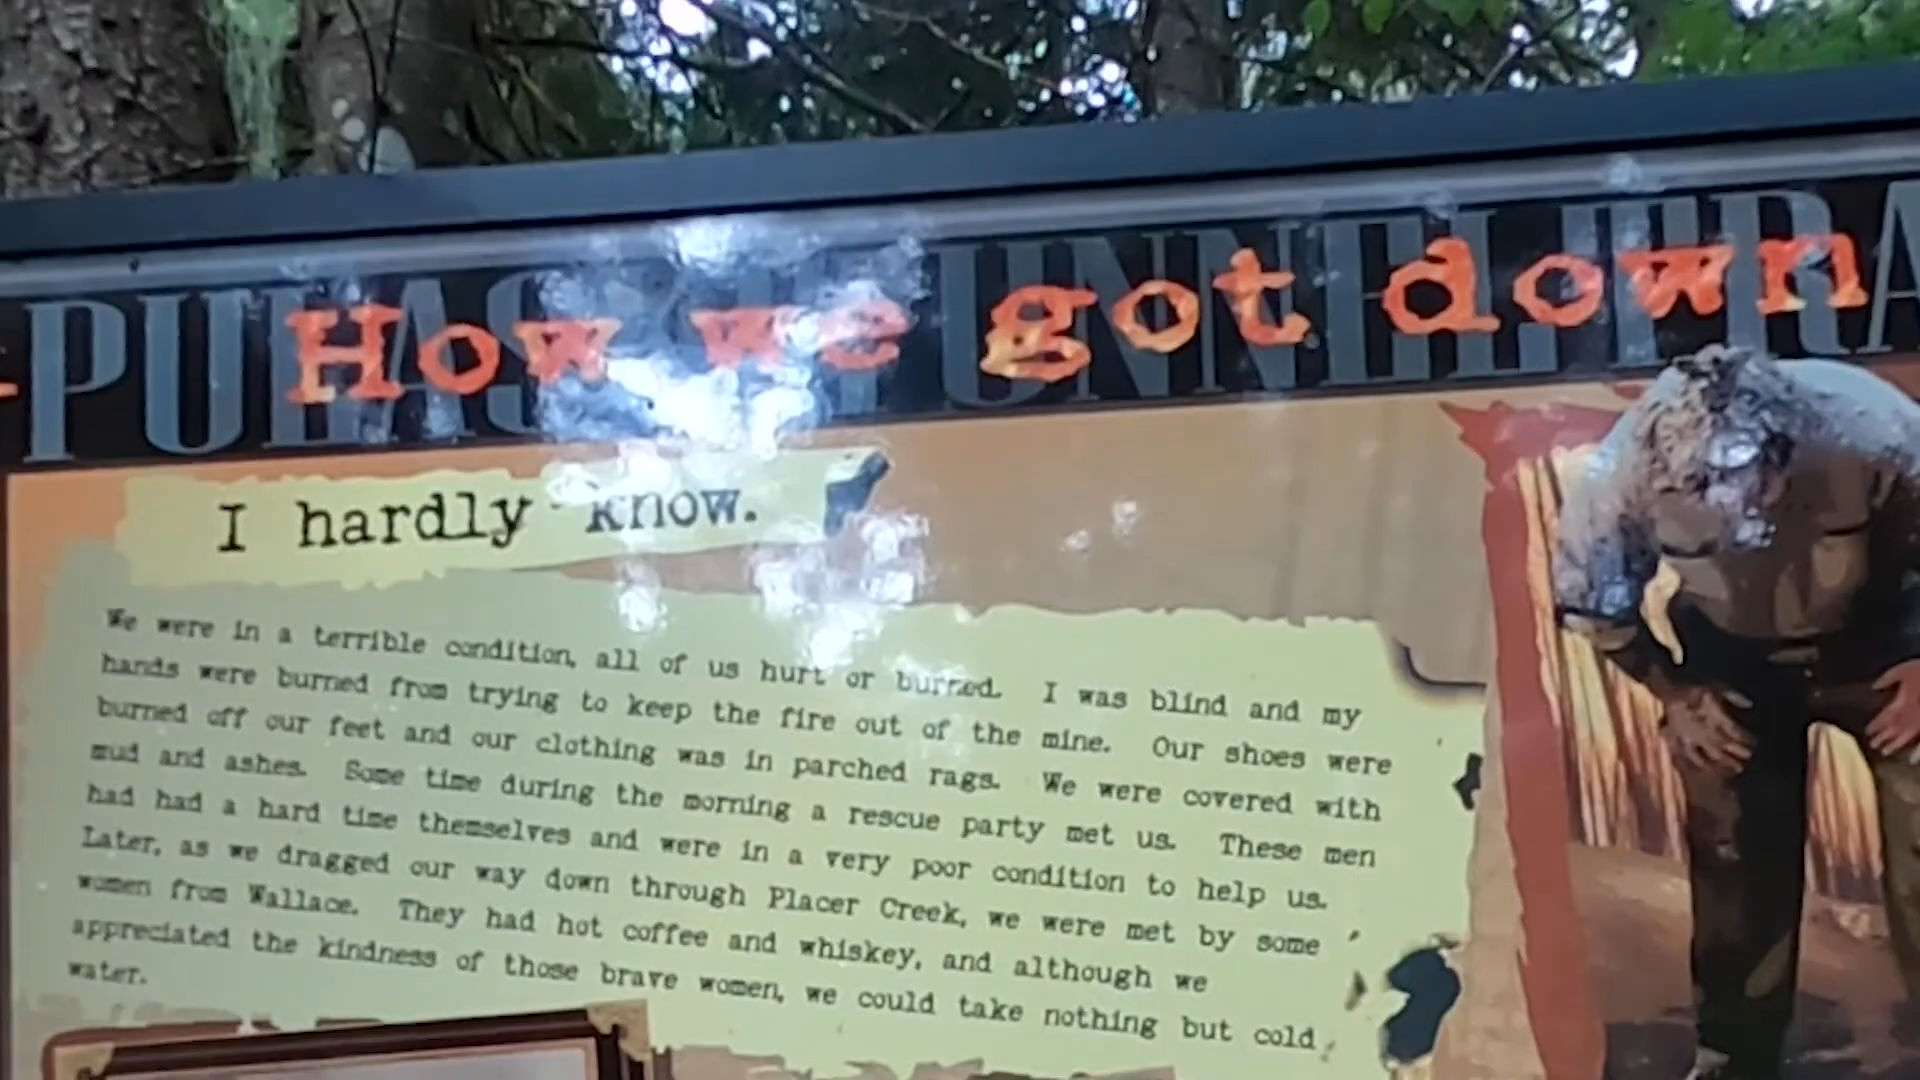 PULASKI TUNNEL TRA
How we got down
I hardly know.
We were in a terrible condition, all of us hurt or burned. I was blind and my
hands were burned from trying to keep the fire out of the mine. Our shoes were
burned off our feet and our clothing was in parched rags. We were covered with
mud and ashes. Some time during the morning a rescue party met us. These men
had had a hard time themselves and were in a very poor condition to help us.
Later, as we dragged our way down through Placer Creek, we were met by some
women from Wallace. They had hot coffee and whiskey, and although we
appreciated the kindness of those brave women, we could take nothing but cold
water.